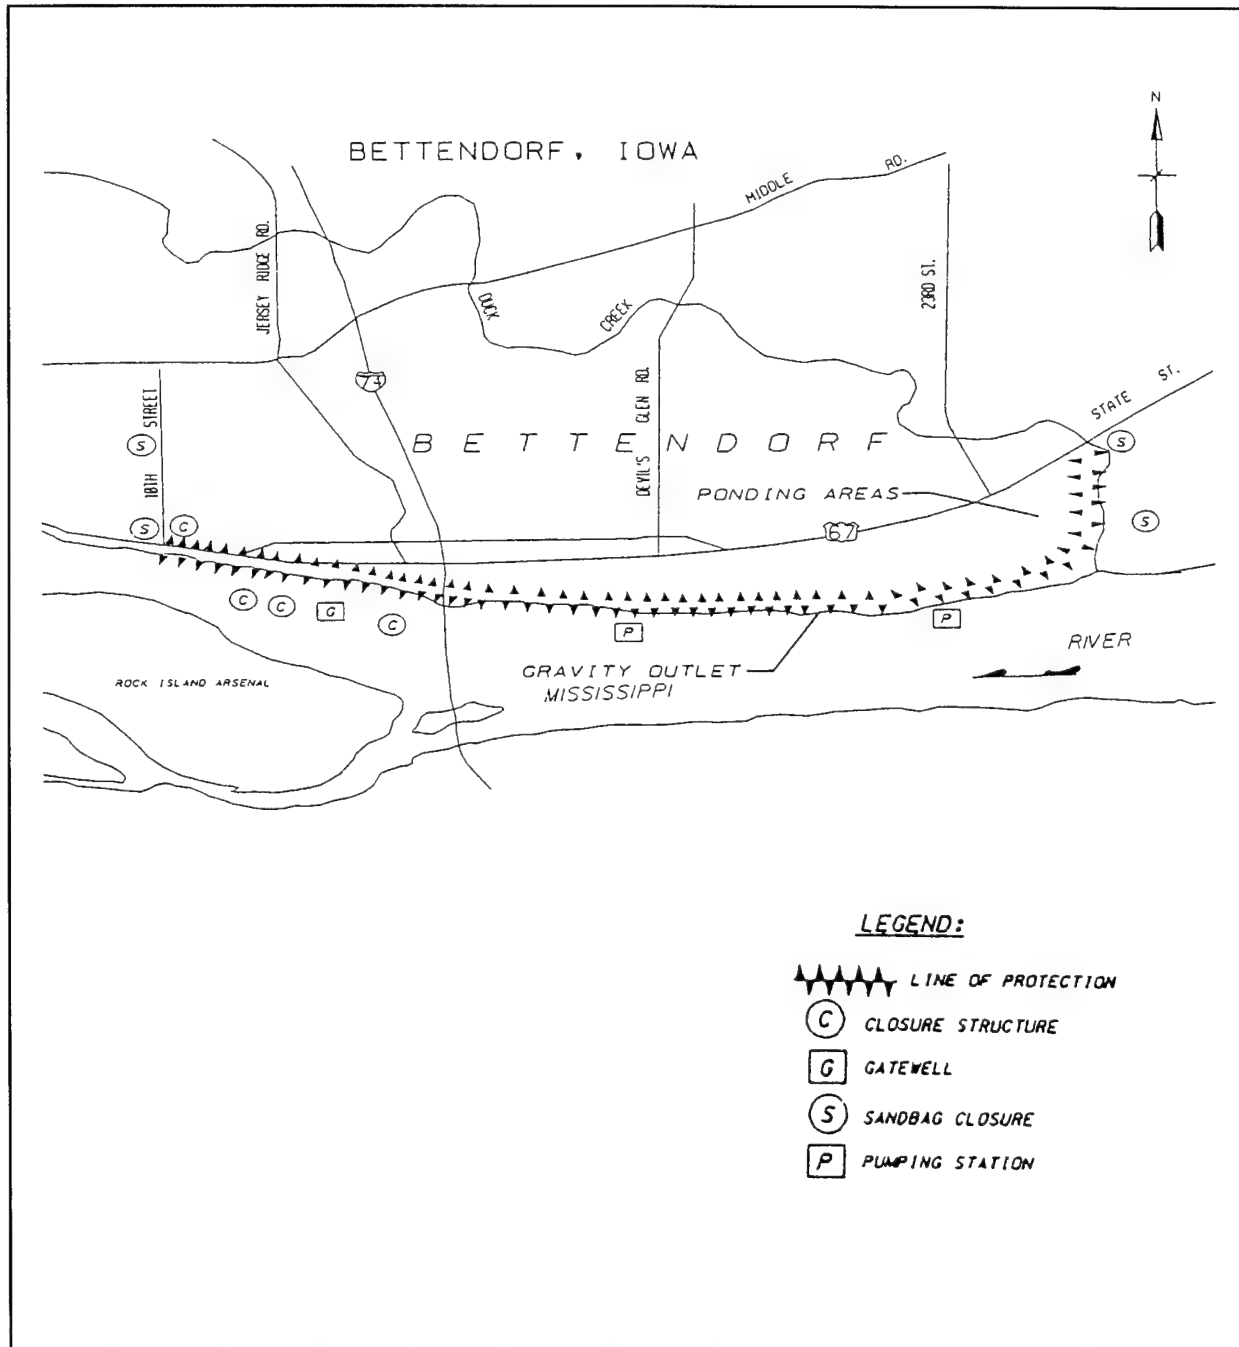 N
BETTENDORF, IOWA
MIDDLE RD.
JERSEY RIDGE RD.
23RD ST.
DUCK CREEK
74
STATE ST.
18TH STREET
S
S
DEVIL'S GLEN RD.
BETTENDORF
PONDING AREAS
S
C
67
S
C
C
G
C
P
P
RIVER
GRAVITY OUTLET
MISSISSIPPI
ROCK ISLAND ARSENAL
LEGEND:
LINE OF PROTECTION
C CLOSURE STRUCTURE
G GATEWELL
S SANDBAG CLOSURE
P PUMPING STATION